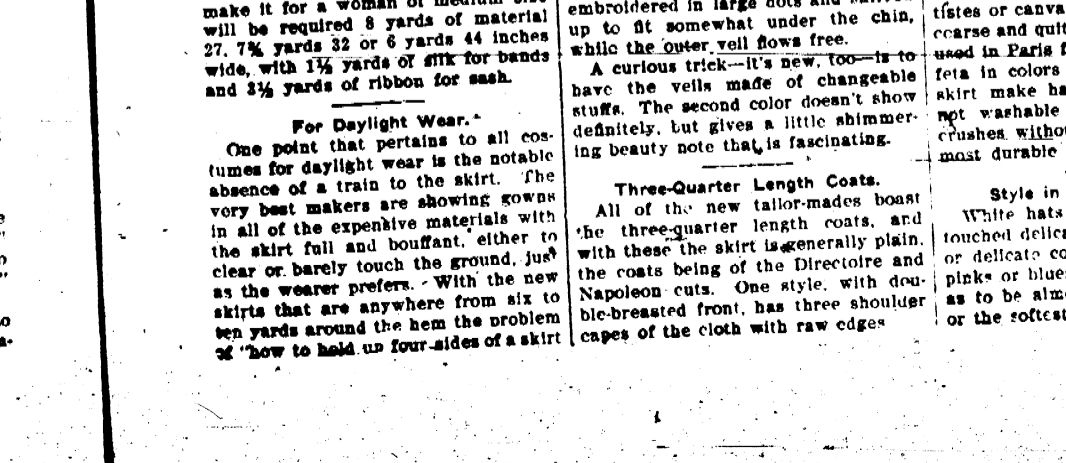 make it for a woman of medium
will be required 8 yards of material
27, 7¾ yards 32 or 6 yards 44 inches
wide, with 1½ yards of silk for bands
and 3½ yards of ribbon for sash.
For Daylight Wear.
One point that pertains to all cos-
tumes for daylight wear is the notable
absence of a train to the skirt. The
very best makers are showing gowns
in all of the expensive materials with
the skirt full and bouffant, either to
clear or barely touch the ground, just
as the wearer prefers. With the new
skirts that are anywhere from six to
ten yards around the hem the problem
of "how to hold up four sides of a skirt
embroidered in large dots and
up to fit somewhat under the chin,
while the outer veil flows free.
A curious trick—it's new, too—is to
have the veils made of changeable
stuffs. The second color doesn't show
definitely, but gives a little shimmer-
ing beauty note that is fascinating.
Three-Quarter Length Coats.
All of the new tailor-mades boast
the three-quarter length coats, and
with these the skirt is generally plain,
the coats being of the Directoire and
Napoleon cuts. One style, with dou-
ble-breasted front, has three shoulder
capes of the cloth with raw edges
tistes or canva
coarse and quit
used in Paris f
feta in colors
skirt make ha
not washable
crushes witho
most durable
Style in
White hats
touched delica
or delicate co
pinks or blue
as to be alm
or the softest